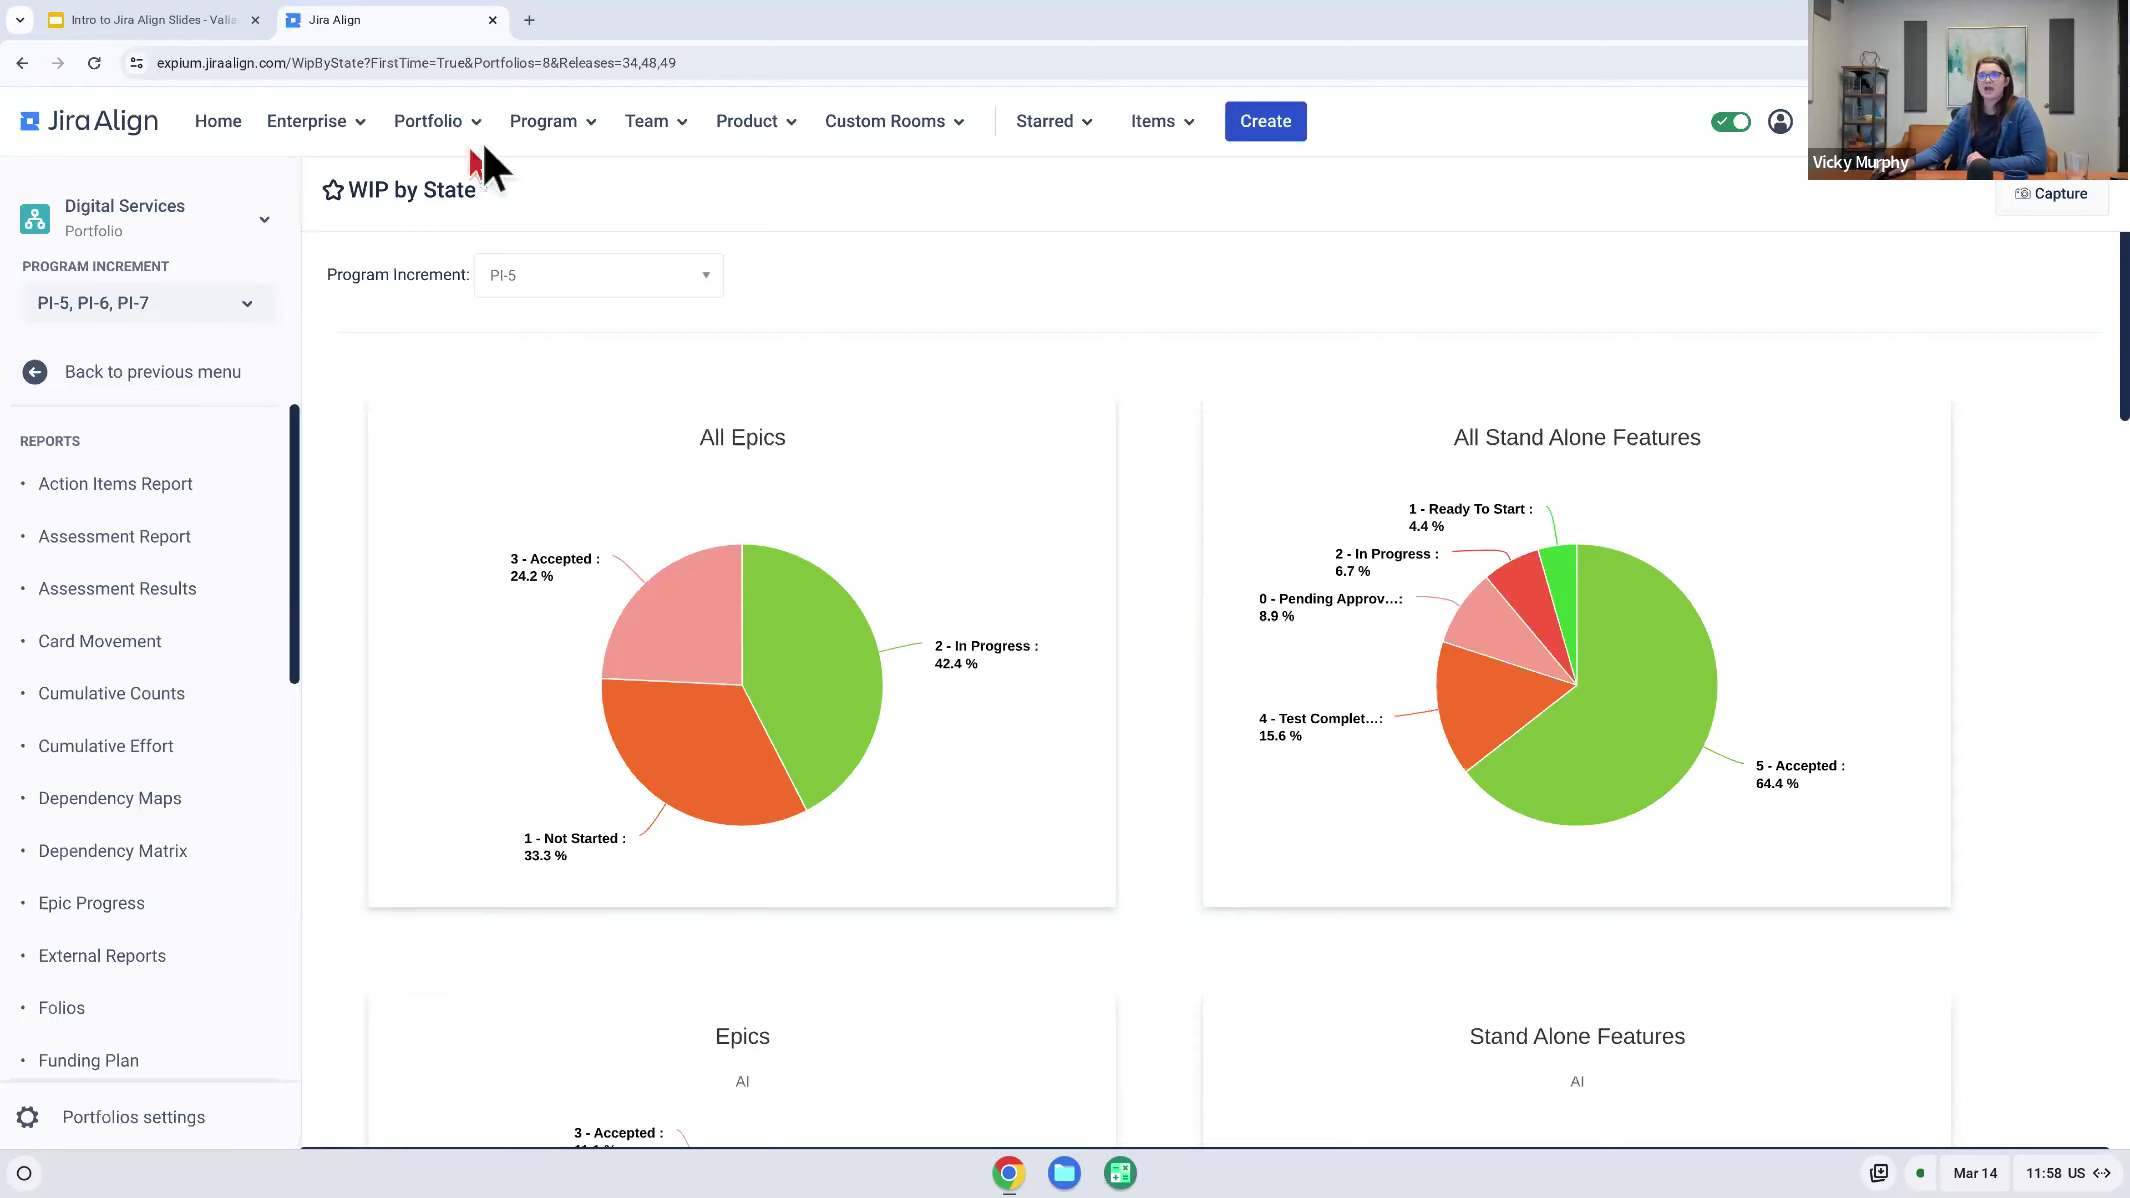 Intro to Jira Align Slides - Valia
Jira Align
expium.jiraalign.com/WipByState?FirstTime=True&Portfolios=8&Releases=34,48,49
Jira Align
Home
Enterprise
Portfolio
Program
Team
Product
Custom Rooms
Starred
Items
Create
Vicky Murphy
Digital Services
Portfolio
PROGRAM INCREMENT
PI-5, PI-6, PI-7
Back to previous menu
REPORTS
Action Items Report
Assessment Report
Assessment Results
Card Movement
Cumulative Counts
Cumulative Effort
Dependency Maps
Dependency Matrix
Epic Progress
External Reports
Folios
Funding Plan
Portfolios settings
WIP by State
Capture
Program Increment: PI-5
All Epics
3 - Accepted :
24.2 %
2 - In Progress :
42.4 %
1 - Not Started :
33.3 %
All Stand Alone Features
1 - Ready To Start :
4.4 %
2 - In Progress :
6.7 %
0 - Pending Approv...:
8.9 %
4 - Test Complet...:
15.6 %
5 - Accepted :
64.4 %
Epics
AI
3 - Accepted :
Stand Alone Features
AI
Mar 14
11:58 US